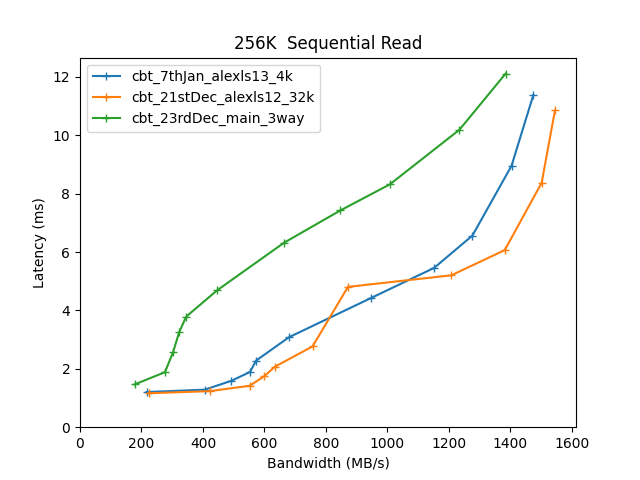 256K  Sequential Read
cbt_7thJan_alexls13_4k
cbt_21stDec_alexls12_32k
cbt_23rdDec_main_3way
Latency (ms)
12
10
8
6
4
2
0
0 200 400 600 800 1000 1200 1400 1600
Bandwidth (MB/s)